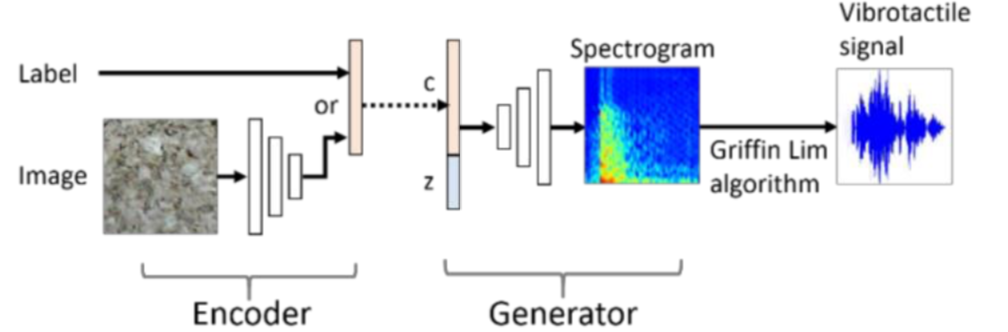 Label
Image
or
c
z
Spectrogram
Griffin Lim
algorithm
Vibrotactile
signal
Encoder
Generator